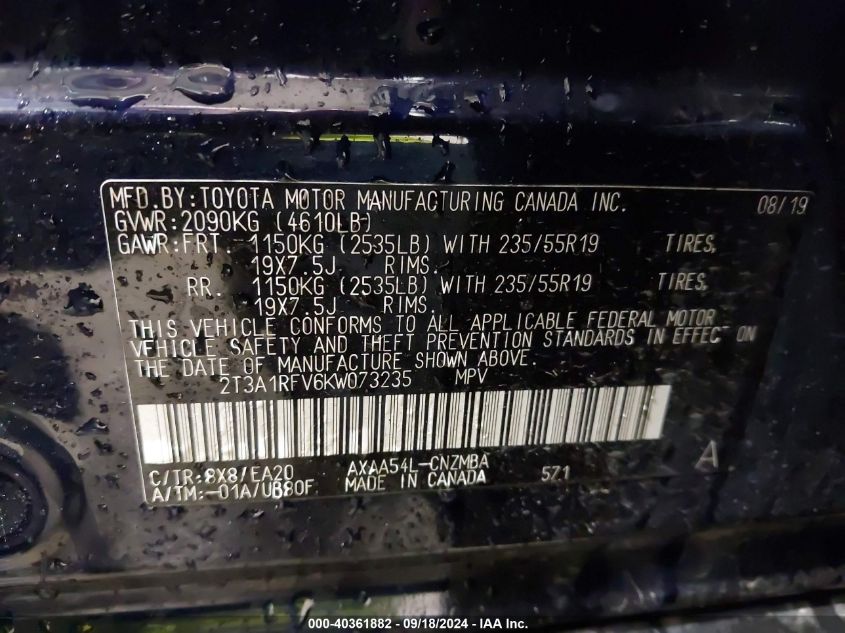 MFD.BY:TOYOTA MOTOR MANUFACTURING CANADA INC. 08/19
GVWR:2090KG (4610LB)
GAWR:FRT. 1150KG (2535LB) WITH 235/55R19 TIRES,
19X7.5J RIMS.
RR. 1150KG (2535LB) WITH 235/55R19 TIRES,
19X7.5J RIMS.
THIS VEHICLE CONFORMS TO ALL APPLICABLE FEDERAL MOTOR
VEHICLE SAFETY AND THEFT PREVENTION STANDARDS IN EFFECT ON
THE DATE OF MANUFACTURE SHOWN ABOVE.
2T3A1RFV6KW073235 MPV
C/TR:8X8/EA20 AXAA54L-CNZMBA 571 A
A/TM:-01A/UB80F MADE IN CANADA
000-40361882 - 09/18/2024 - IAA Inc.